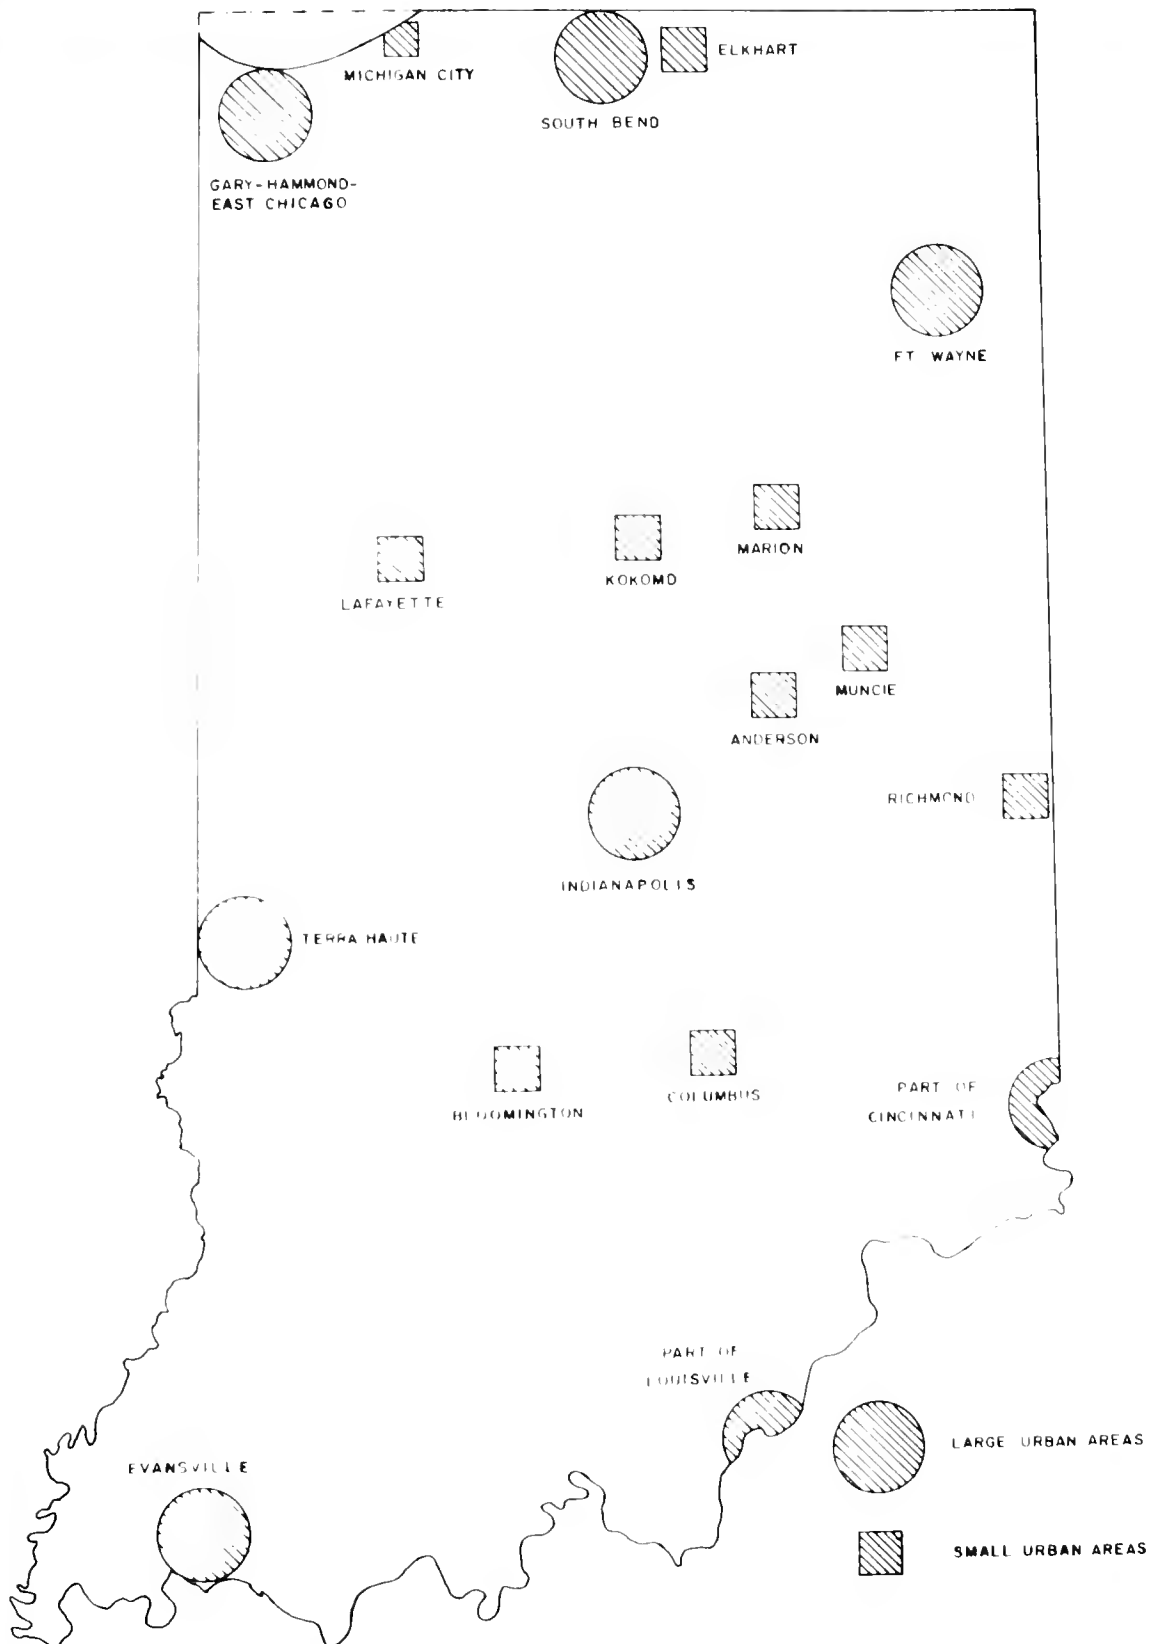 MICHIGAN CITY
ELKHART
SOUTH BEND
GARY-HAMMOND-
EAST CHICAGO
FT WAYNE
MARION
KOKOMO
LAFAYETTE
MUNCIE
ANDERSON
RICHMOND
INDIANAPOLIS
TERRA HAUTE
COLUMBUS
BLOOMINGTON
PART OF
CINCINNATI
PART OF
LOUISVILLE
LARGE URBAN AREAS
EVANSVILLE
SMALL URBAN AREAS